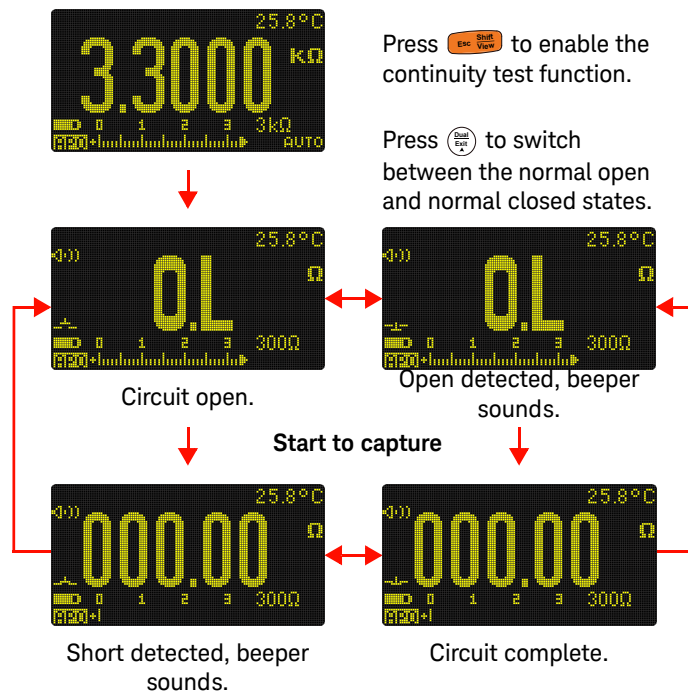 25.8°C
3.3000
KΩ
0 1 2 3 3kΩ
APO AUTO
Press Esc Shift View to enable the
continuity test function.
Press Dual Exit to switch
between the normal open
and normal closed states.
25.8°C
Ω
O.L
0 1 2 3 300Ω
APO
Circuit open.
25.8°C
Ω
O.L
0 1 2 3 300Ω
APO
Open detected, beeper
sounds.
Start to capture
25.8°C
Ω
000.00
0 1 2 3 300Ω
APO
Short detected, beeper
sounds.
25.8°C
Ω
000.00
0 1 2 3 300Ω
APO
Circuit complete.